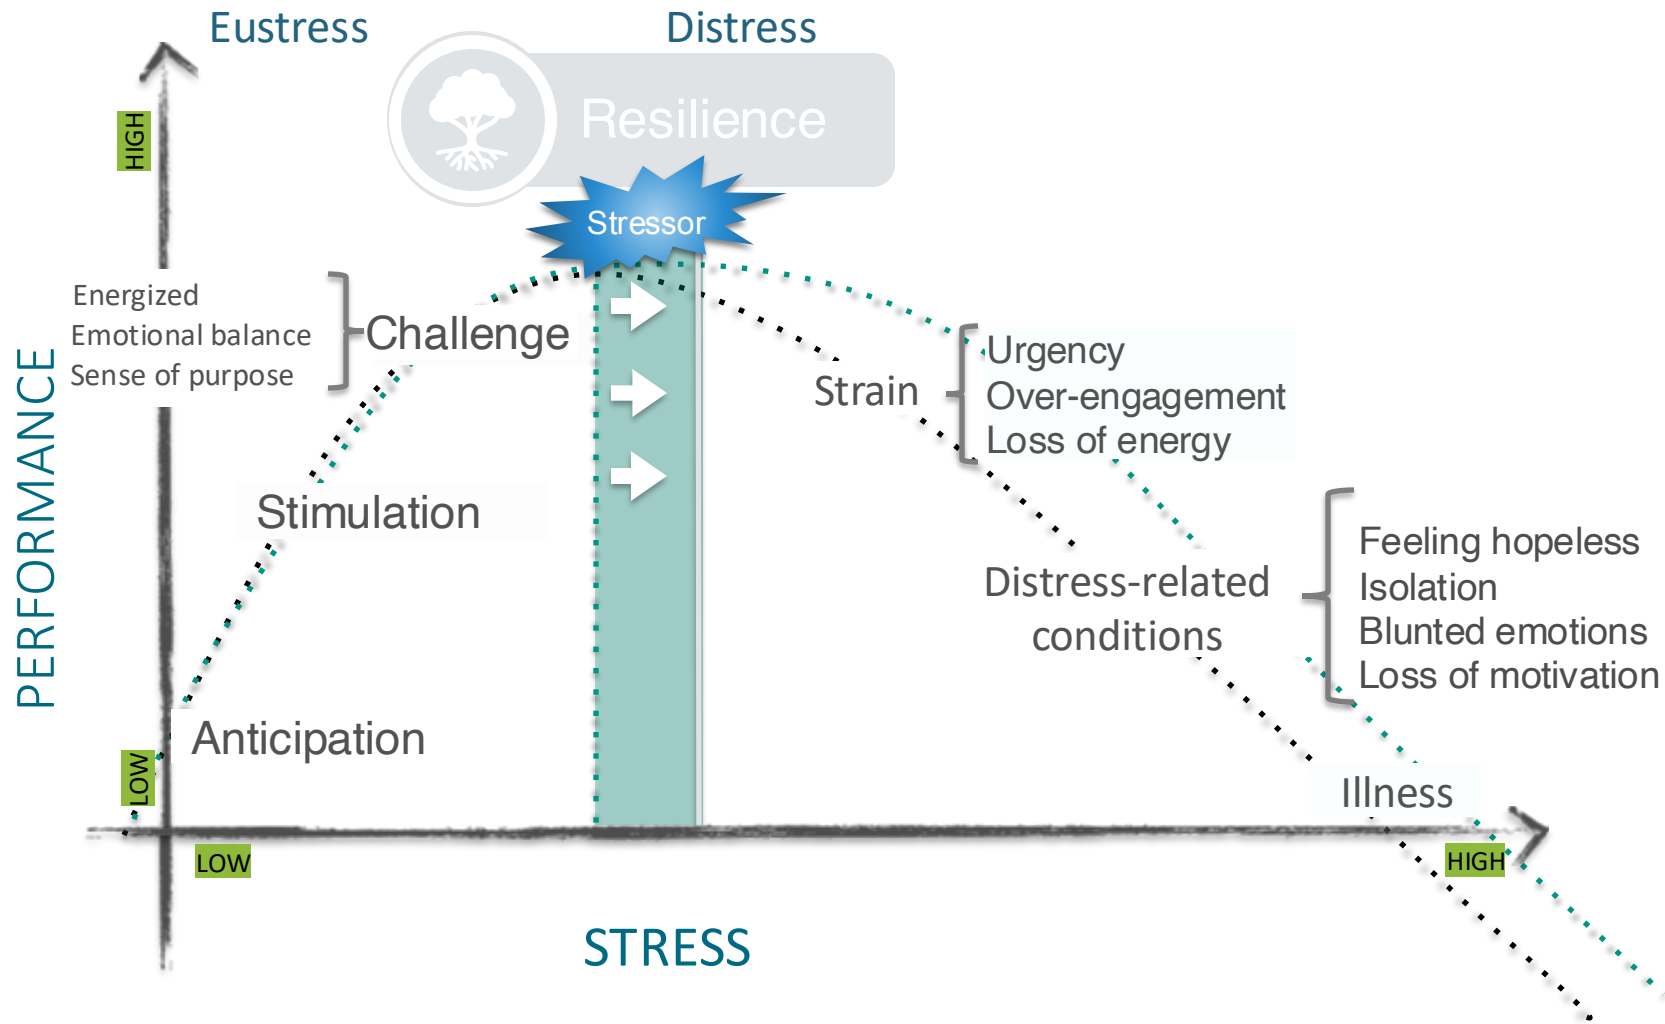 Eustress
Distress
Resilience
HIGH
Stressor
Energized
Emotional balance
Sense of purpose
Challenge
Urgency
Over-engagement
Loss of energy
Strain
PERFORMANCE
Stimulation
Feeling hopeless
Isolation
Blunted emotions
Loss of motivation
Distress-related
conditions
Anticipation
LOW
Illness
LOW
HIGH
STRESS